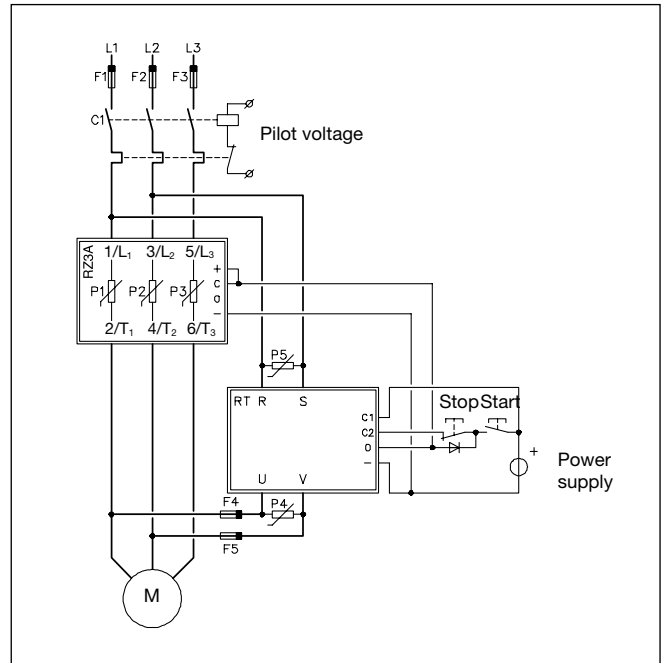 L1 L2 L3
F1 F2 F3
C1
Pilot voltage
RZ3A
1/L₁ 3/L₂ 5/L₃
+
C
O
−
P1 P2 P3
2/T₁ 4/T₂ 6/T₃
P5
RT R S
C1
C2
O
−
Stop Start
+
Power
supply
U V
F4 P4
F5
M